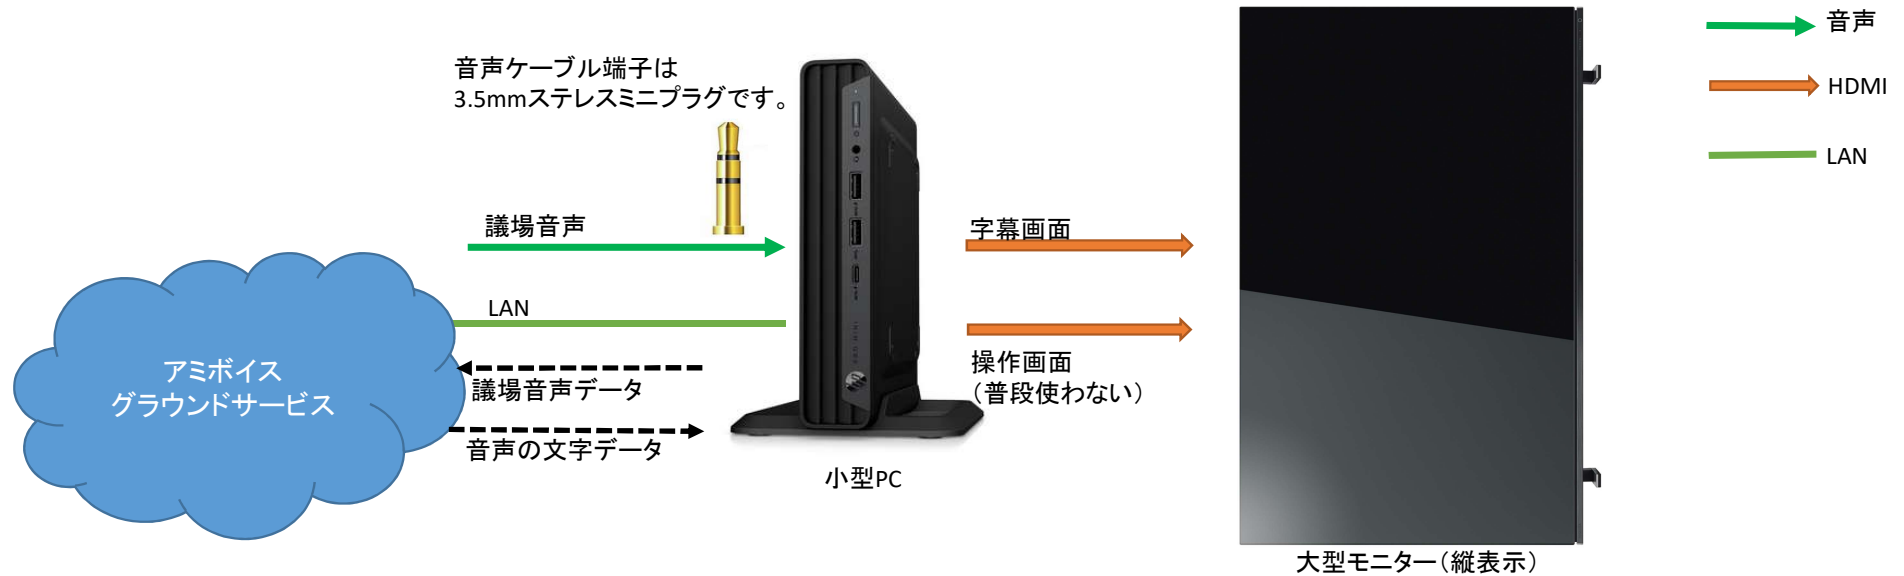 音声ケーブル端子は
3.5mmステレスミニプラグです。
議場音声
LAN
アミボイス
グラウンドサービス
議場音声データ
音声の文字データ
小型PC
字幕画面
操作画面
（普段使わない）
大型モニター（縦表示）
音声
HDMI
LAN